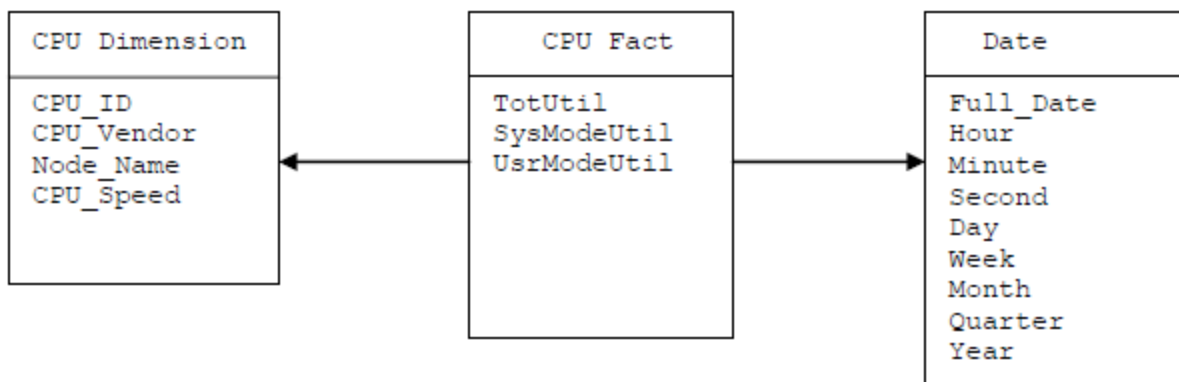 CPU Dimension
CPU_ID
CPU_Vendor
Node_Name
CPU_Speed
CPU Fact
TotUtil
SysModeUtil
UsrModeUtil
Date
Full_Date
Hour
Minute
Second
Day
Week
Month
Quarter
Year